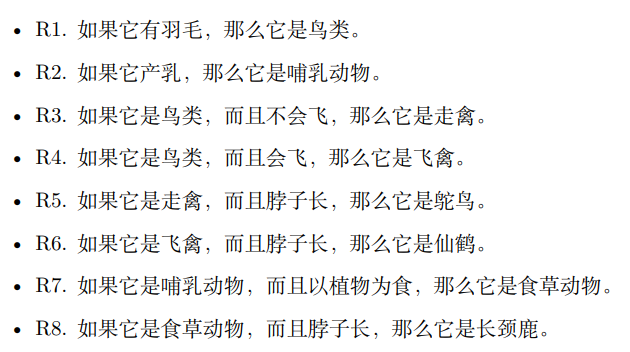 • R1. 如果它有羽毛，那么它是鸟类。
• R2. 如果它产乳，那么它是哺乳动物。
• R3. 如果它是鸟类，而且不会飞，那么它是走禽。
• R4. 如果它是鸟类，而且会飞，那么它是飞禽。
• R5. 如果它是走禽，而且脖子长，那么它是鸵鸟。
• R6. 如果它是飞禽，而且脖子长，那么它是仙鹤。
• R7. 如果它是哺乳动物，而且以植物为食，那么它是食草动物。
• R8. 如果它是食草动物，而且脖子长，那么它是长颈鹿。